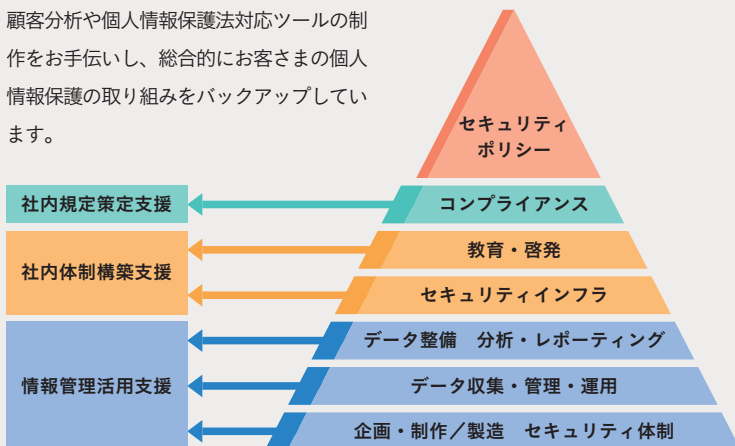 顧客分析や個人情報保護法対応ツールの制
作をお手伝いし、総合的にお客さまの個人
情報保護の取り組みをバックアップしてい
ます。
セキュリティ
ポリシー
社内規定策定支援
コンプライアンス
社内体制構築支援
教育・啓発
セキュリティインフラ
情報管理活用支援
データ整備　分析・レポーティング
データ収集・管理・運用
企画・制作／製造　セキュリティ体制